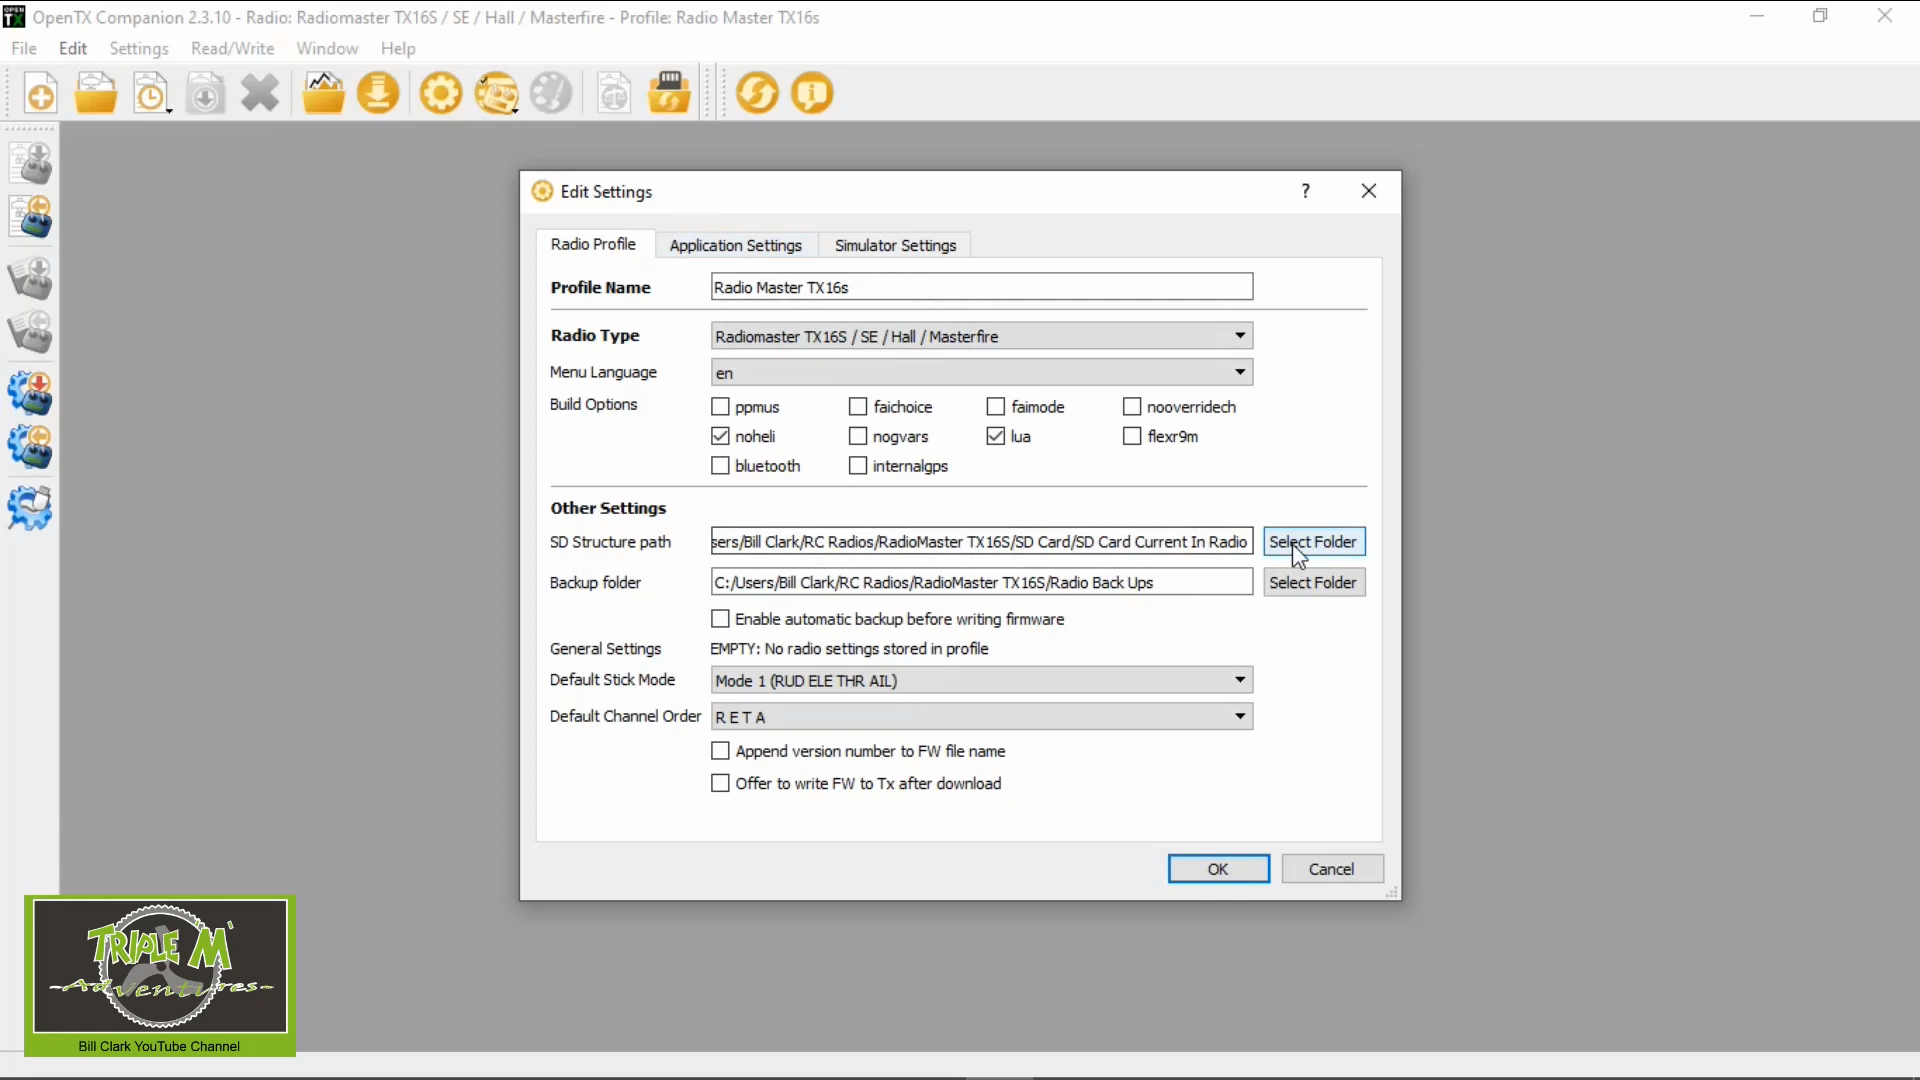 OPEN TX OpenTX Companion 2.3.10 - Radio: Radiomaster TX16S / SE / Hall / Masterfire - Profile: Radio Master TX16s
File Edit Settings Read/Write Window Help
Edit Settings ?
Radio Profile Application Settings Simulator Settings
Profile Name Radio Master TX16s
Radio Type Radiomaster TX16S / SE / Hall / Masterfire
Menu Language en
Build Options ppmus faichoice faimode nooverridech
noheli nogvars lua flexr9m
bluetooth internalgps
Other Settings
SD Structure path sers/Bill Clark/RC Radios/RadioMaster TX16S/SD Card/SD Card Current In Radio Select Folder
Backup folder C:/Users/Bill Clark/RC Radios/RadioMaster TX16S/Radio Back Ups Select Folder
Enable automatic backup before writing firmware
General Settings EMPTY: No radio settings stored in profile
Default Stick Mode Mode 1 (RUD ELE THR AIL)
Default Channel Order R E T A
Append version number to FW file name
Offer to write FW to Tx after download
OK Cancel
TRIPLE M
-Adventures-
Bill Clark YouTube Channel